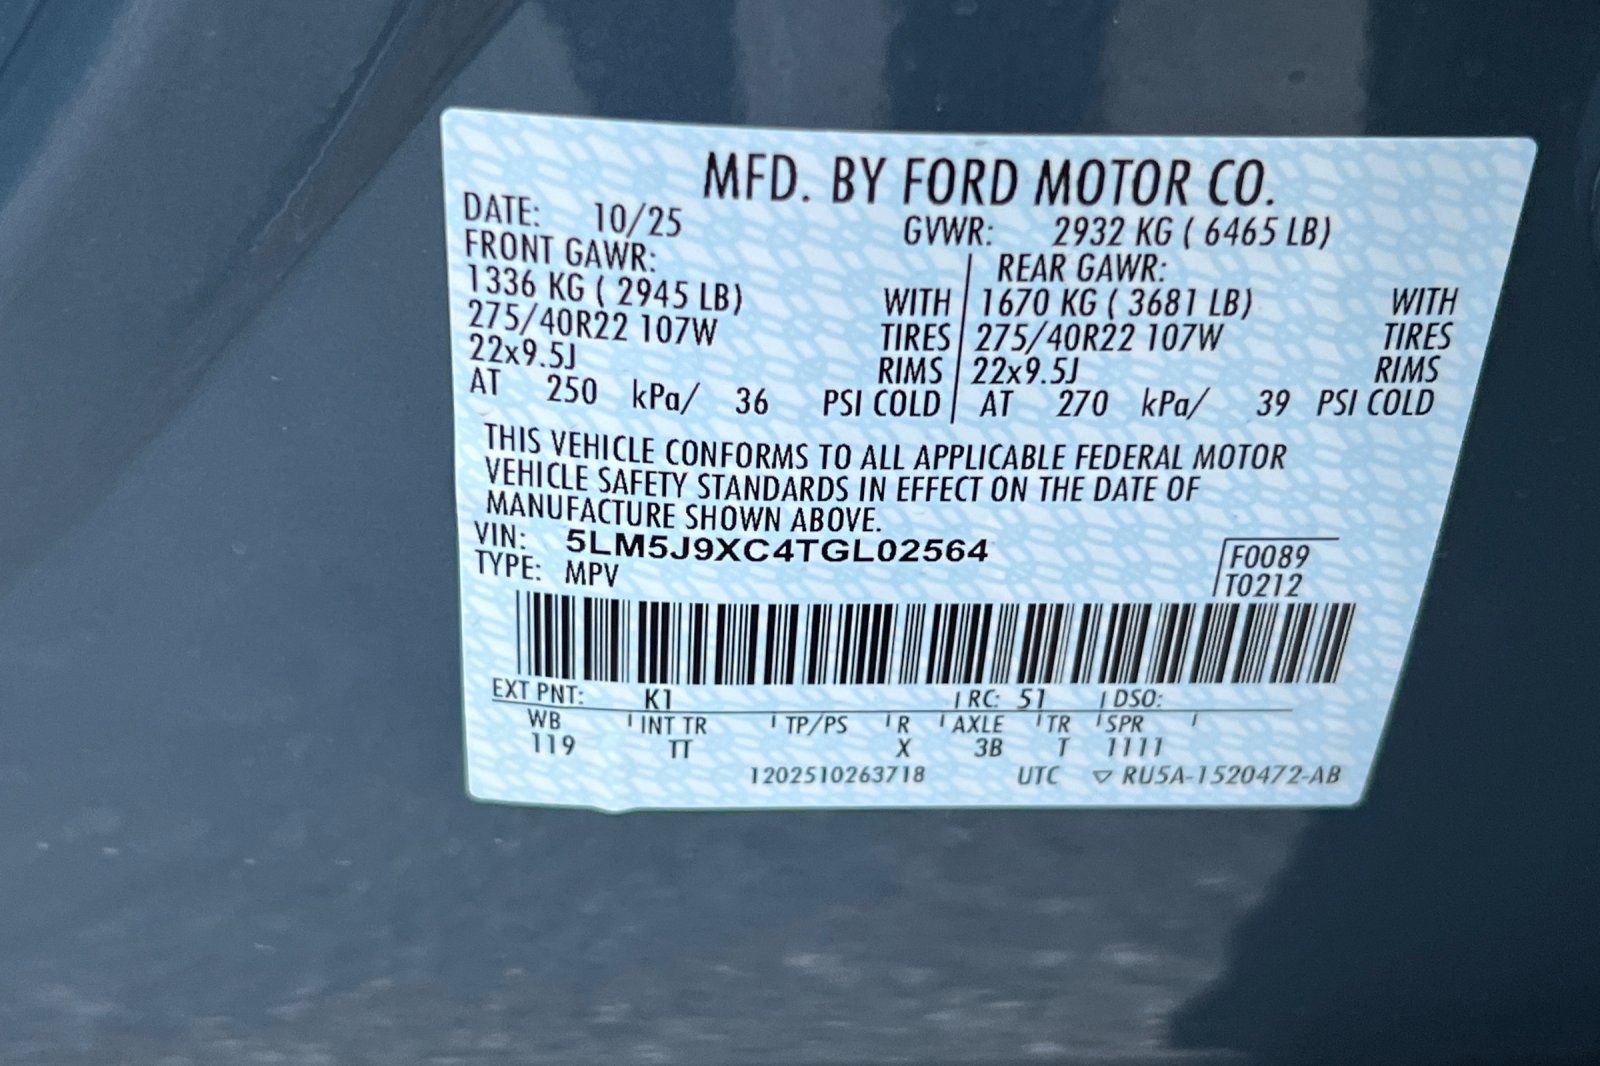 MFD. BY FORD MOTOR CO.
DATE: 10/25 GVWR: 2932 KG ( 6465 LB)
FRONT GAWR: REAR GAWR:
1336 KG ( 2945 LB) WITH 1670 KG ( 3681 LB) WITH
275/40R22 107W TIRES 275/40R22 107W TIRES
22x9.5J RIMS 22x9.5J RIMS
AT 250 kPa/ 36 PSI COLD AT 270 kPa/ 39 PSI COLD
THIS VEHICLE CONFORMS TO ALL APPLICABLE FEDERAL MOTOR
VEHICLE SAFETY STANDARDS IN EFFECT ON THE DATE OF
MANUFACTURE SHOWN ABOVE.
VIN: 5LM5J9XC4TGL02564 F0089
TYPE: MPV T0212
EXT PNT: K1 RC: 51 DSO:
WB INT TR TP/PS R AXLE TR SPR
119 TT X 3B T 1111
1202510263718 UTC ▽ RU5A-1520472-AB